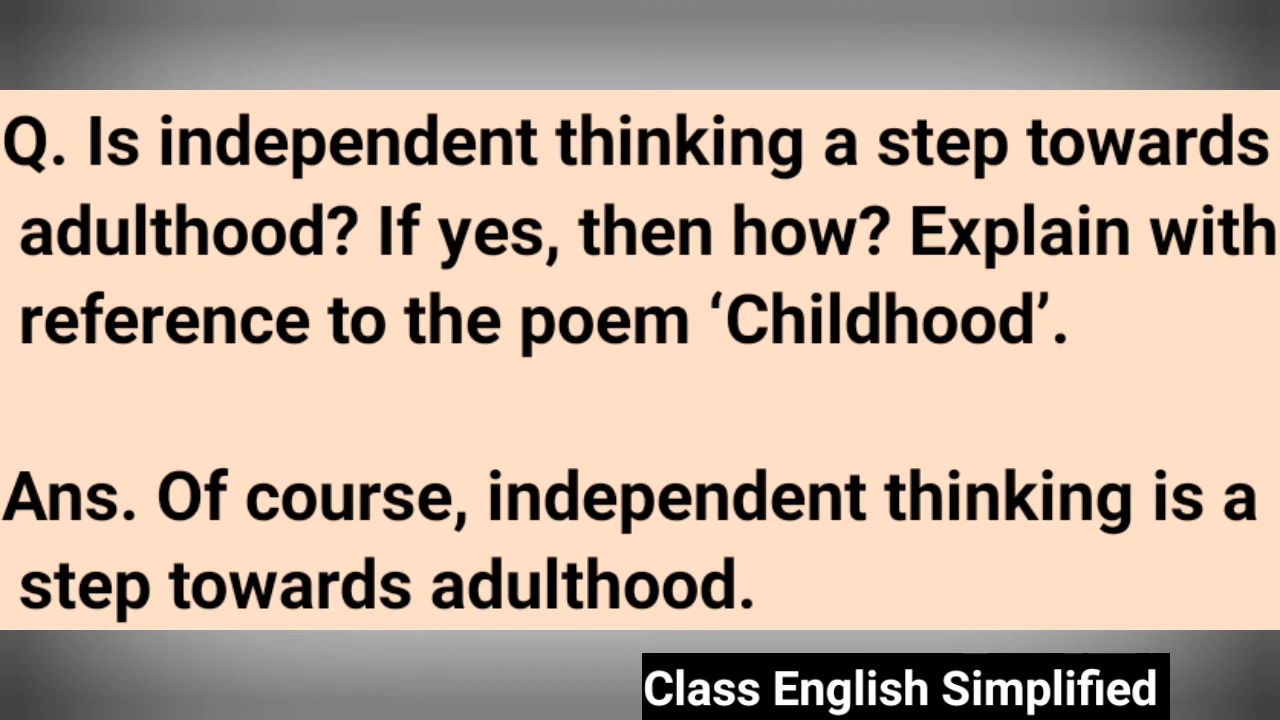 Q. Is independent thinking a step towards
adulthood? If yes, then how? Explain with
reference to the poem ‘Childhood’.
Ans. Of course, independent thinking is a
step towards adulthood.
Class English Simplified